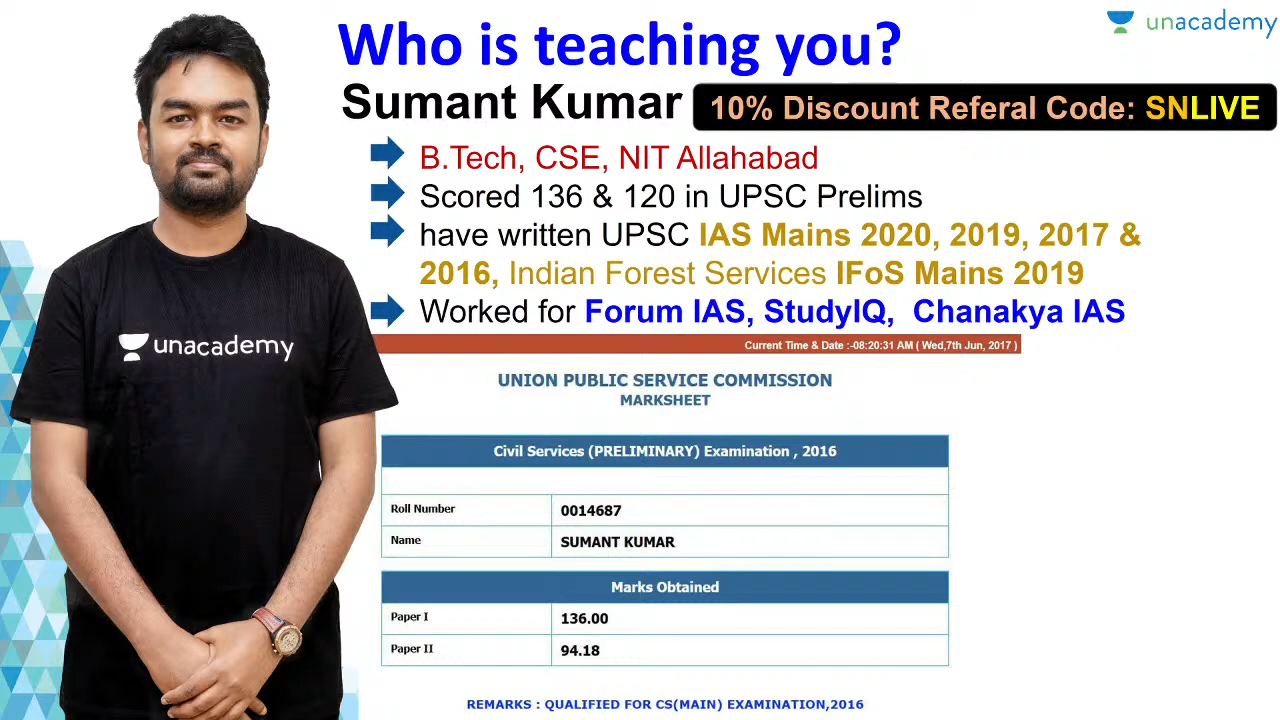 unacademy
Who is teaching you?
Sumant Kumar
10% Discount Referal Code: SNLIVE
B.Tech, CSE, NIT Allahabad
Scored 136 & 120 in UPSC Prelims
have written UPSC IAS Mains 2020, 2019, 2017 &
2016, Indian Forest Services IFoS Mains 2019
Worked for Forum IAS, StudyIQ, Chanakya IAS
unacademy
Current Time & Date :-08:20:31 AM ( Wed,7th Jun, 2017 )
UNION PUBLIC SERVICE COMMISSION
MARKSHEET
Civil Services (PRELIMINARY) Examination , 2016
Roll Number 0014687
Name SUMANT KUMAR
Marks Obtained
Paper I 136.00
Paper II 94.18
REMARKS : QUALIFIED FOR CS(MAIN) EXAMINATION,2016